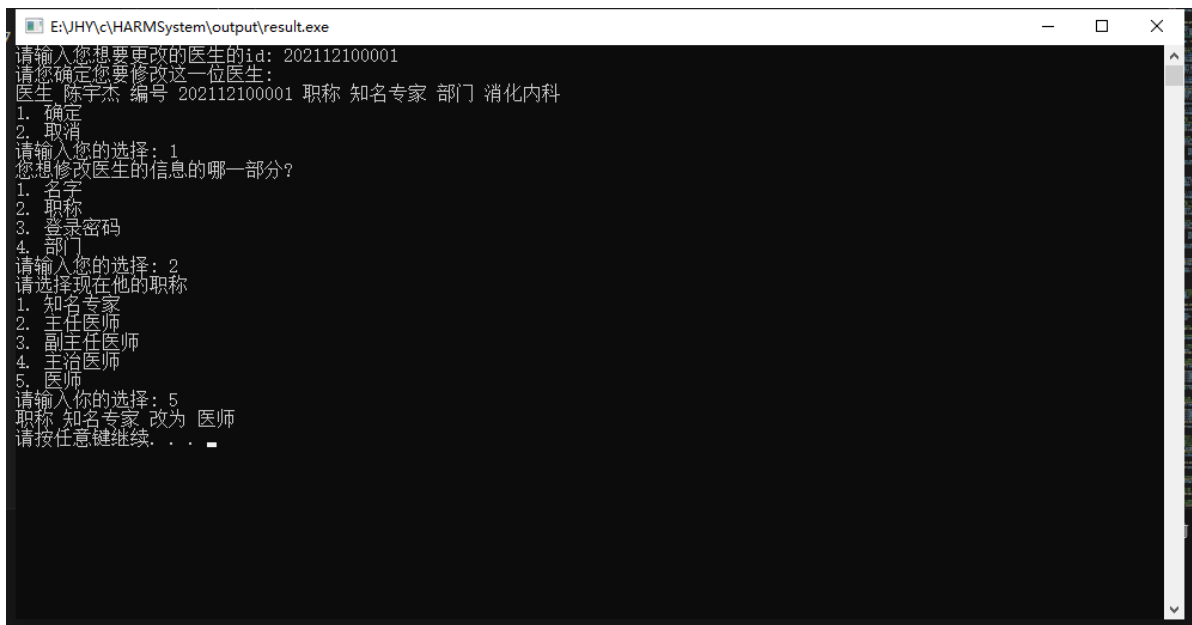 E:\JHY\c\HARMSystem\output\result.exe
请输入您想要更改的医生的id: 202112100001
请您确定您要修改这一位医生:
医生 陈宇杰 编号 202112100001 职称 知名专家 部门 消化内科
1. 确定
2. 取消
请输入您的选择: 1
您想修改医生的信息的哪一部分?
1. 名字
2. 职称
3. 登录密码
4. 部门
请输入您的选择: 2
请选择现在他的职称
1. 知名专家
2. 主任医师
3. 副主任医师
4. 主治医师
5. 医师
请输入你的选择: 5
职称 知名专家 改为 医师
请按任意键继续. . .